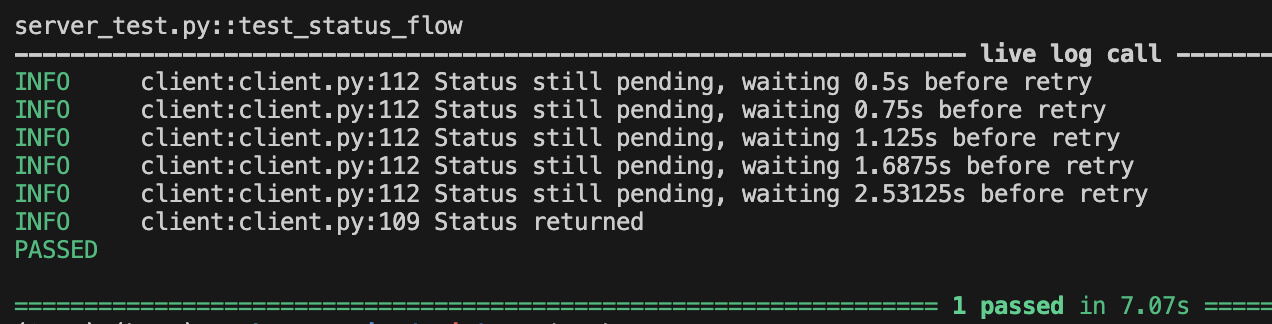 server_test.py::test_status_flow
-------------------------------------------------------------------- live log call -------
INFO     client:client.py:112 Status still pending, waiting 0.5s before retry
INFO     client:client.py:112 Status still pending, waiting 0.75s before retry
INFO     client:client.py:112 Status still pending, waiting 1.125s before retry
INFO     client:client.py:112 Status still pending, waiting 1.6875s before retry
INFO     client:client.py:112 Status still pending, waiting 2.53125s before retry
INFO     client:client.py:109 Status returned
PASSED
================================================================== 1 passed in 7.07s =====